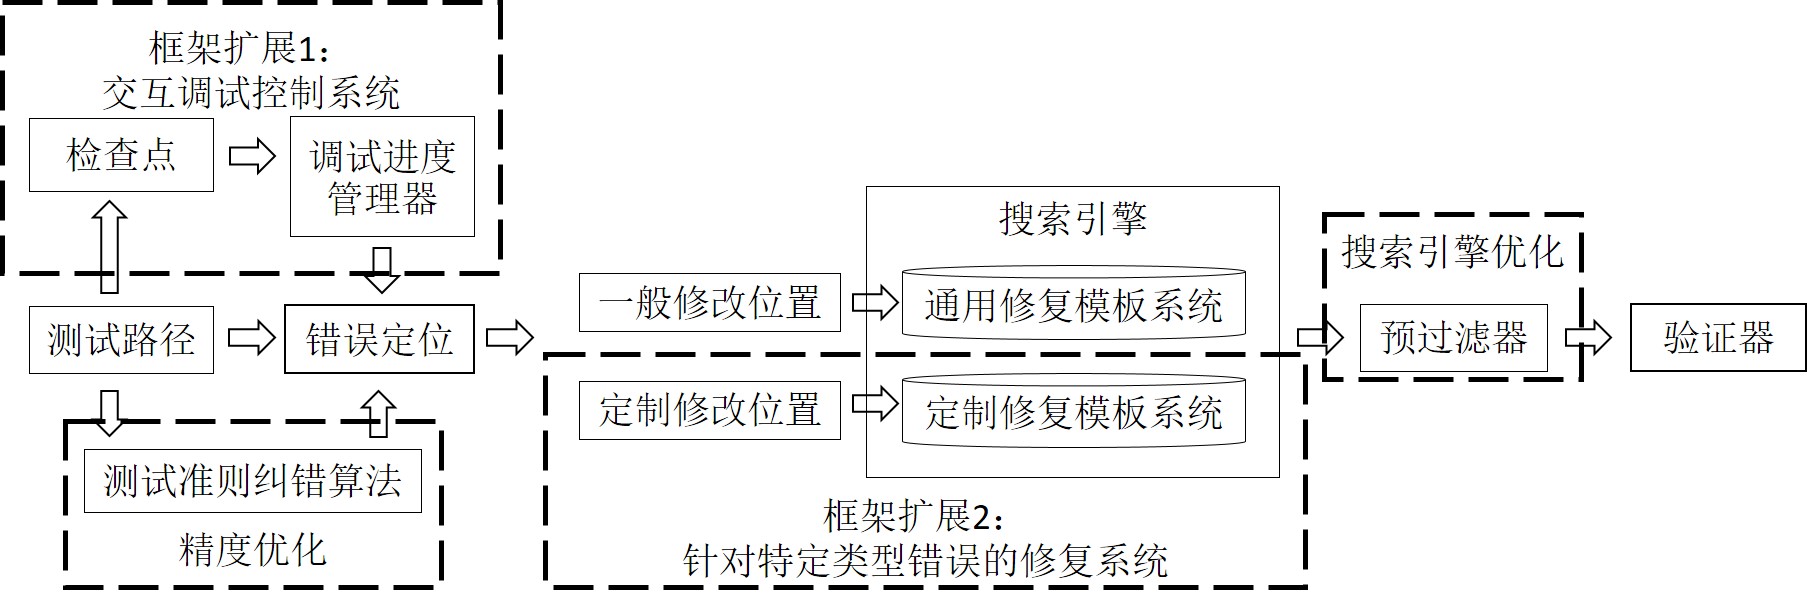 框架扩展1：
交互调试控制系统
检查点
调试进度
管理器
测试路径
错误定位
测试准则纠错算法
精度优化
一般修改位置
定制修改位置
搜索引擎
通用修复模板系统
定制修复模板系统
框架扩展2：
针对特定类型错误的修复系统
搜索引擎优化
预过滤器
验证器